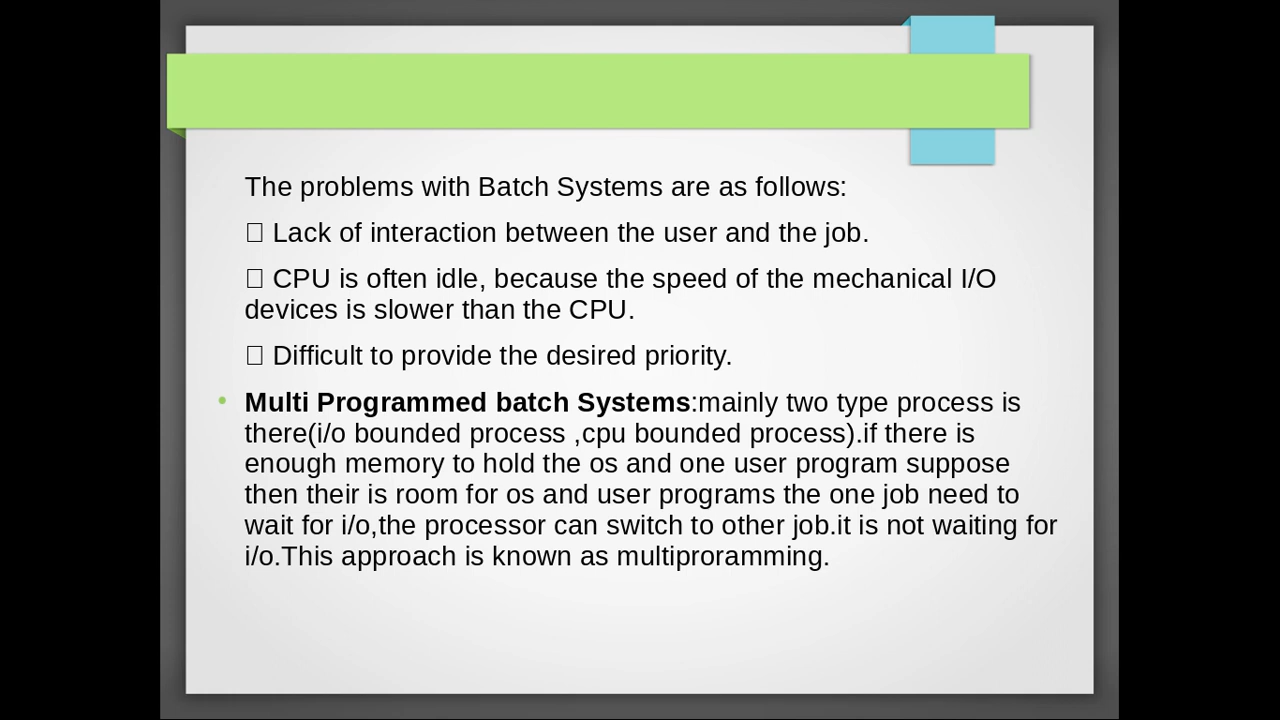 The problems with Batch Systems are as follows:
□ Lack of interaction between the user and the job.
□ CPU is often idle, because the speed of the mechanical I/O
devices is slower than the CPU.
□ Difficult to provide the desired priority.
• Multi Programmed batch Systems:mainly two type process is
there(i/o bounded process ,cpu bounded process).if there is
enough memory to hold the os and one user program suppose
then their is room for os and user programs the one job need to
wait for i/o,the processor can switch to other job.it is not waiting for
i/o.This approach is known as multiproramming.